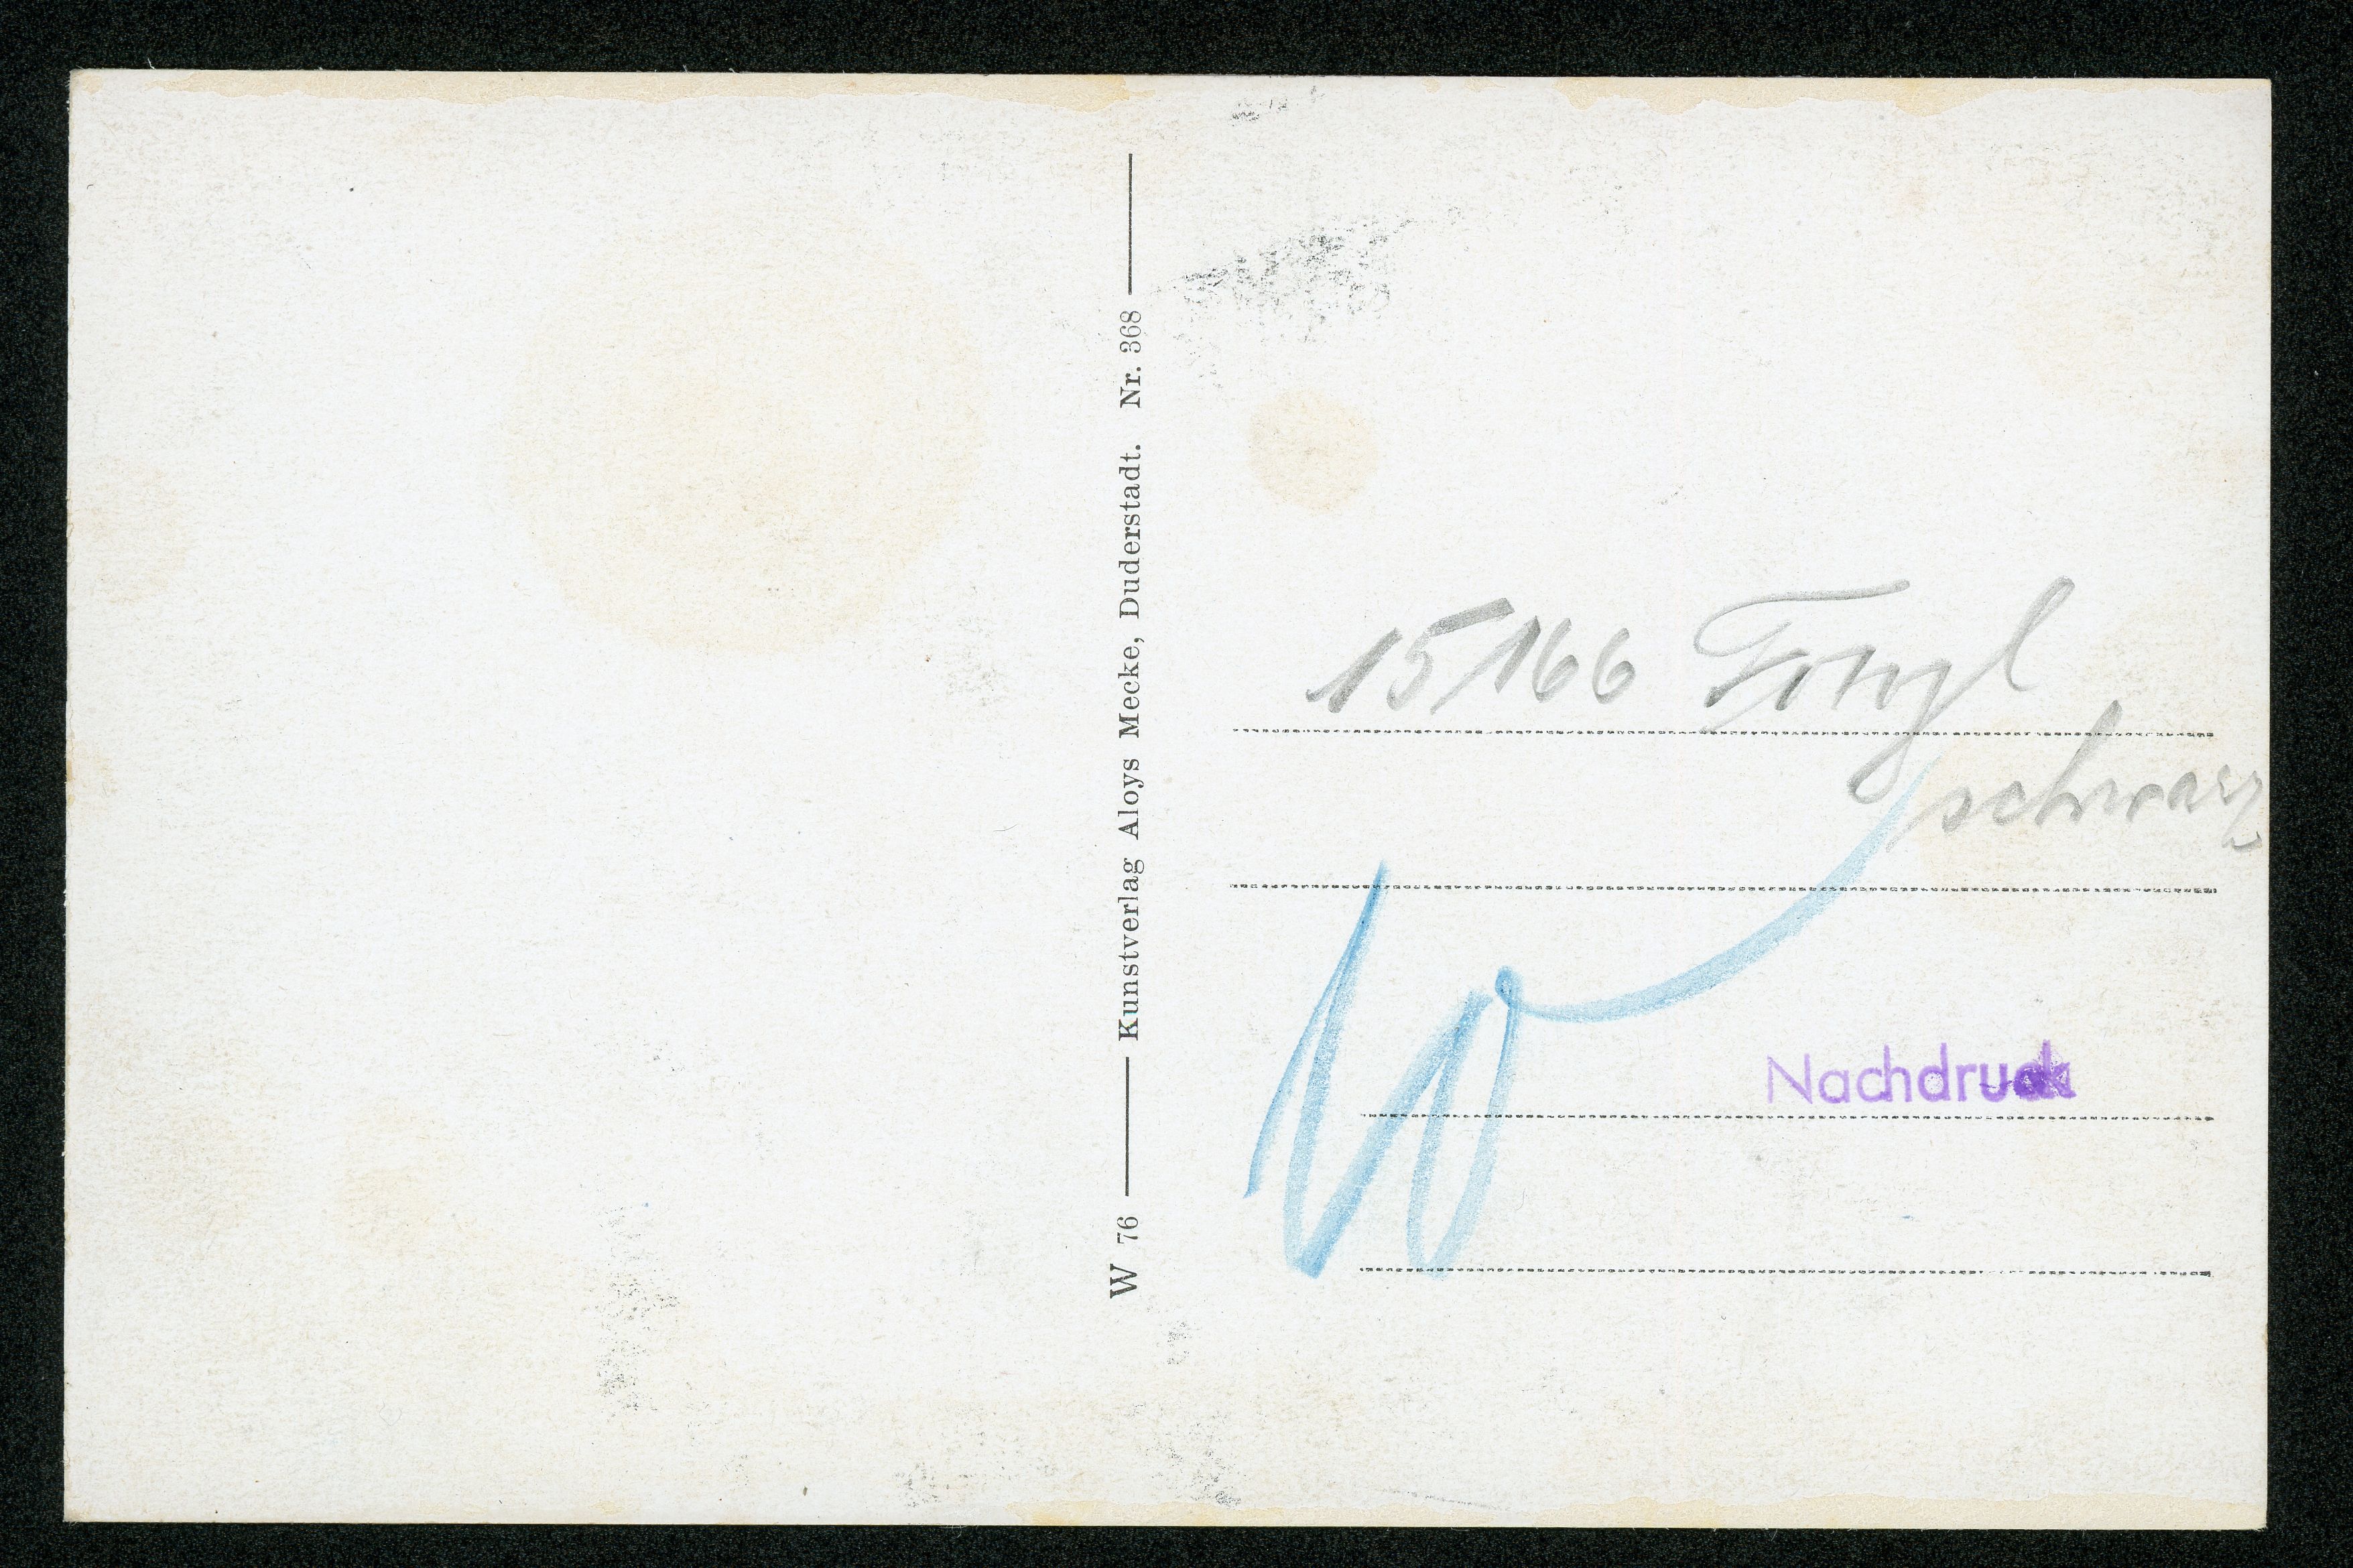 W 76 Kunstverlag Aloys Mecke, Duderstadt. Nr. 368
15166
schwarz
Nachdruck